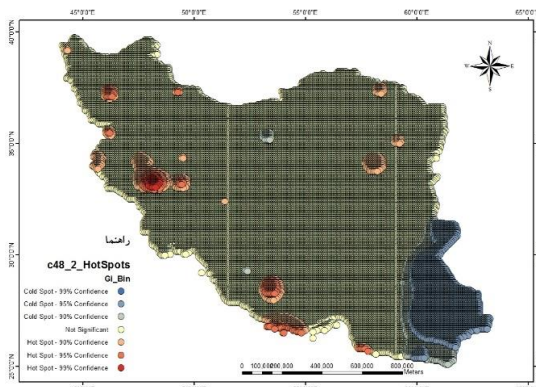 45°0'0"E 50°0'0"E 55°0'0"E 60°0'0"E 65°0'0"E
40°0'0"N
35°0'0"N
30°0'0"N
25°0'0"N
N
W E
S
راهنما
c48_2_HotSpots
Gi_Bin
Cold Spot - 99% Confidence
Cold Spot - 95% Confidence
Cold Spot - 90% Confidence
Not Significant
Hot Spot - 90% Confidence
Hot Spot - 95% Confidence
Hot Spot - 99% Confidence
0 100,000 200,000 400,000 600,000 800,000
Meters